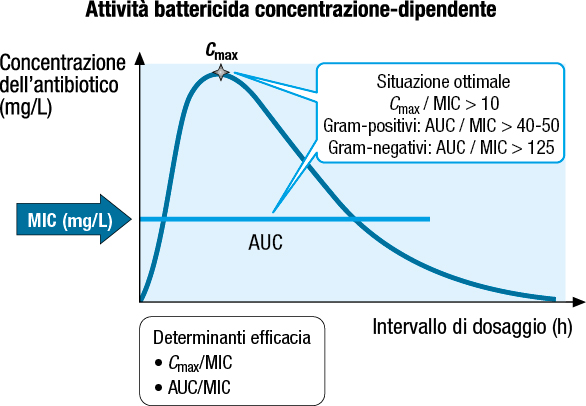 Attività battericida concentrazione-dipendente
Concentrazione
dell'antibiotico
(mg/L)
Cmax
Situazione ottimale
Cmax / MIC > 10
Gram-positivi: AUC / MIC > 40-50
Gram-negativi: AUC / MIC > 125
MIC (mg/L)
AUC
Intervallo di dosaggio (h)
Determinanti efficacia
• Cmax/MIC
• AUC/MIC